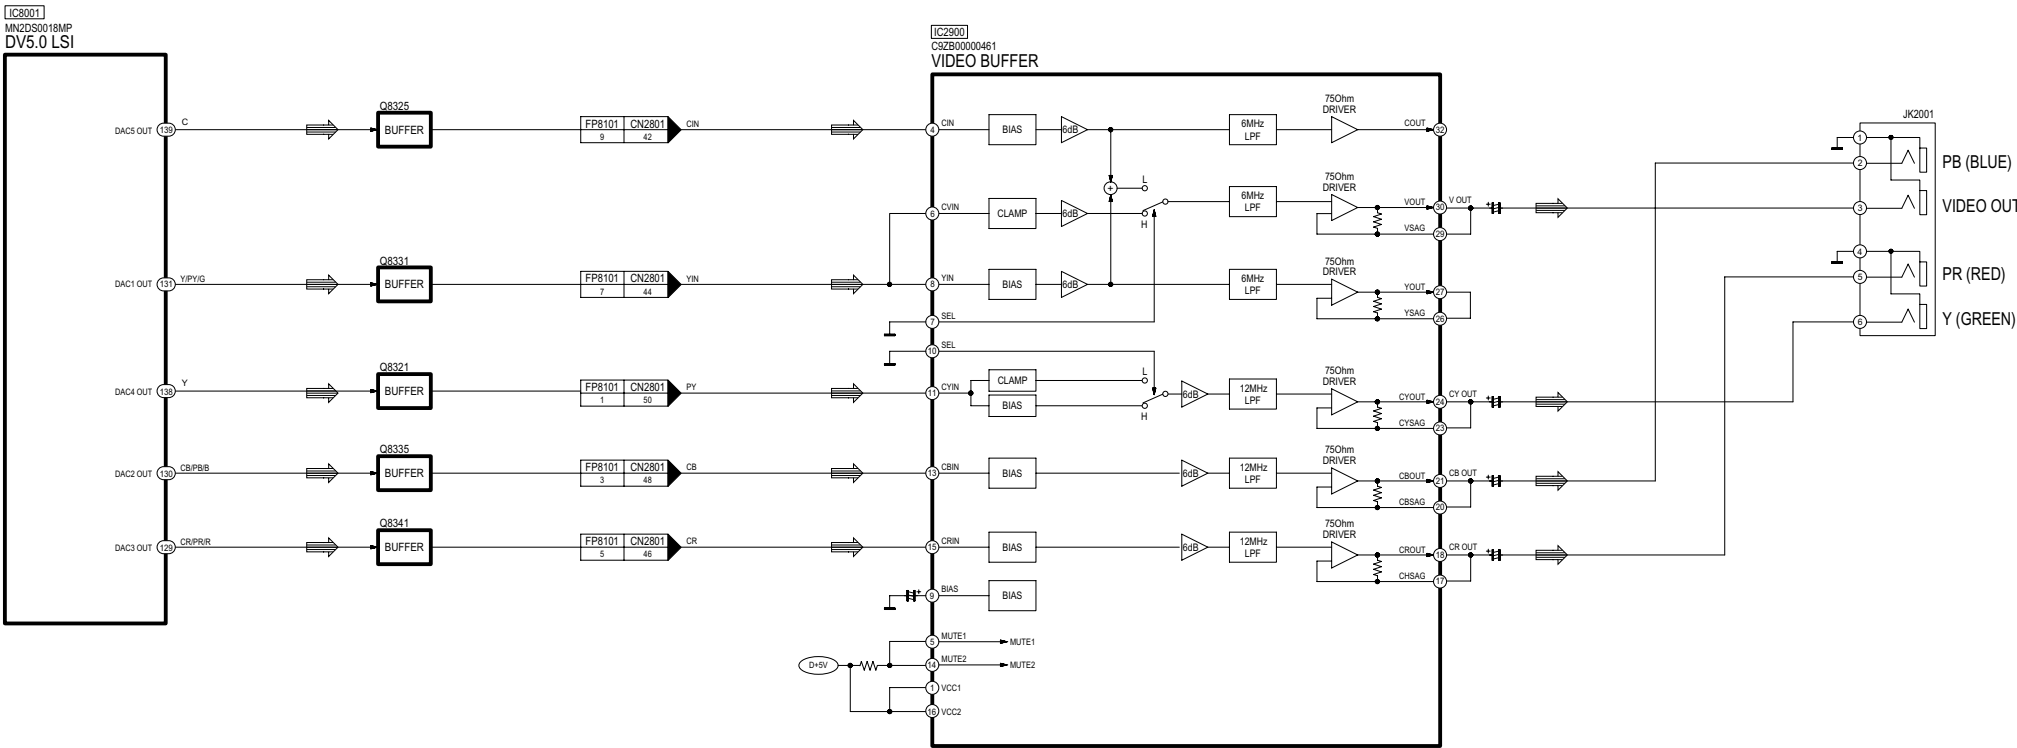 IC8001
MN2DS0018MP
DV5.0 LSI
IC2900
C9ZB00000461
VIDEO BUFFER
DAC5 OUT 139 C
Q8325
BUFFER
FP8101 CN2801 CIN
9 42
4 CIN
BIAS
6dB
6MHz
LPF
75Ohm
DRIVER
COUT 32
L
+
6 CVIN
CLAMP
6dB
H
6MHz
LPF
75Ohm
DRIVER
VOUT 30 V OUT
+
VSAG 29
DAC1 OUT 131 Y/PY/G
Q8331
BUFFER
FP8101 CN2801 YIN
7 44
8 YIN
BIAS
6dB
6MHz
LPF
75Ohm
DRIVER
YOUT 27
YSAG 26
7 SEL
10 SEL
DAC4 OUT 138 Y
Q8321
BUFFER
FP8101 CN2801 PY
1 50
11 CYIN
CLAMP
BIAS
L
H
6dB
12MHz
LPF
75Ohm
DRIVER
CYOUT 24 CY OUT
+
CYSAG 23
DAC2 OUT 130 CB/PB/B
Q8335
BUFFER
FP8101 CN2801 CB
3 48
13 CBIN
BIAS
6dB
12MHz
LPF
75Ohm
DRIVER
CBOUT 21 CB OUT
+
CBSAG 20
DAC3 OUT 129 CR/PR/R
Q8341
BUFFER
FP8101 CN2801 CR
5 46
15 CRIN
BIAS
6dB
12MHz
LPF
75Ohm
DRIVER
CROUT 18 CR OUT
+
CHSAG 17
+
9 BIAS
BIAS
5 MUTE1 MUTE1
D+5V
14 MUTE2 MUTE2
1 VCC1
16 VCC2
JK2001
1
2 PB (BLUE)
3 VIDEO OUT
4
5 PR (RED)
6 Y (GREEN)